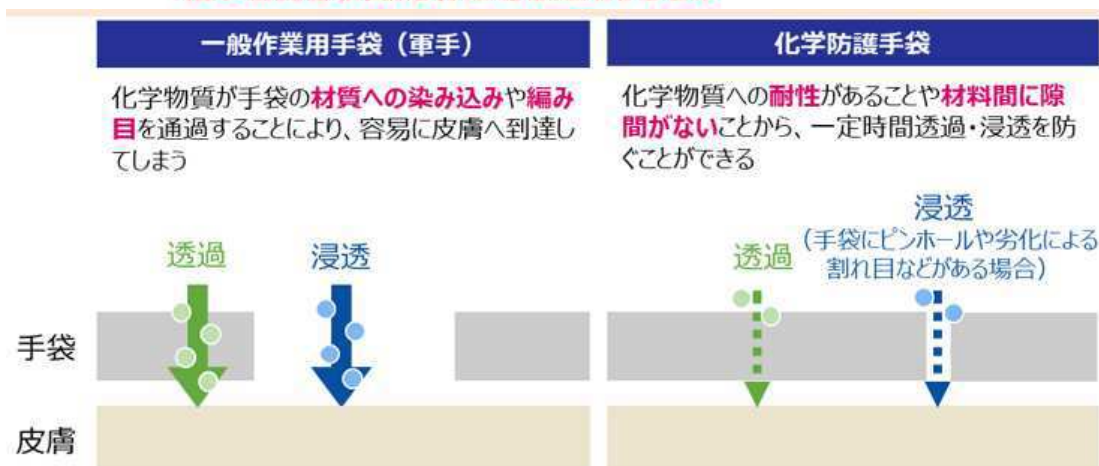 一般作業用手袋（軍手）
化学物質が手袋の材質への染み込みや編み
目を通過することにより、容易に皮膚へ到達し
てしまう
化学防護手袋
化学物質への耐性があることや材料間に隙
間がないことから、一定時間透過・浸透を防
ぐことができる
透過
浸透
透過
浸透
（手袋にピンホールや劣化による
割れ目などがある場合）
手袋
皮膚